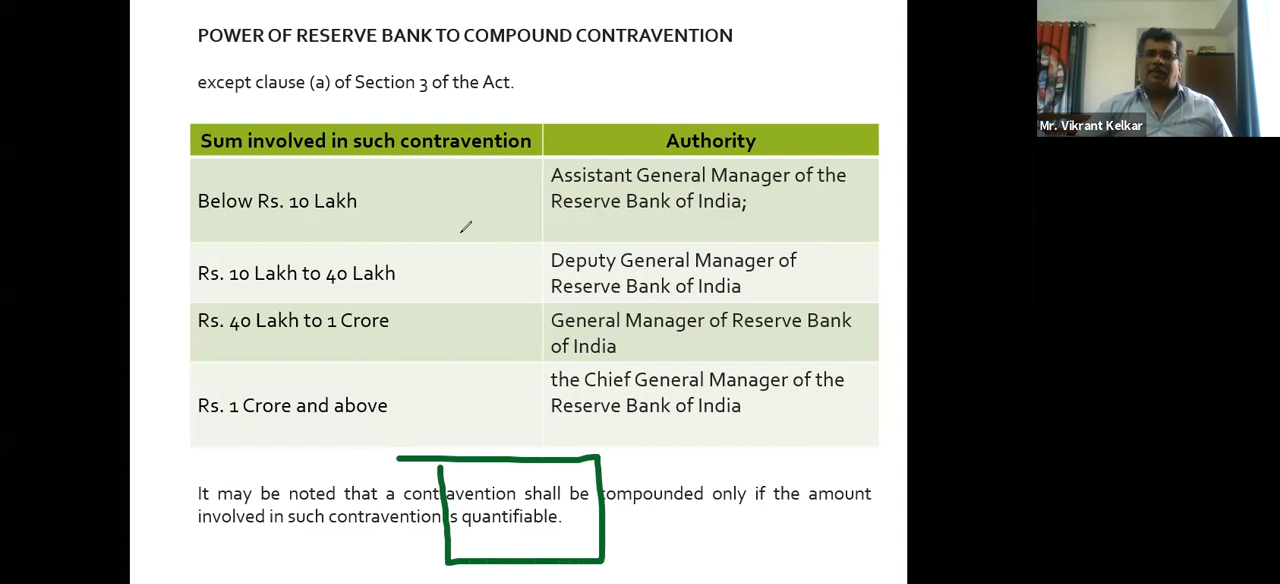 POWER OF RESERVE BANK TO COMPOUND CONTRAVENTION
except clause (a) of Section 3 of the Act.
Sum involved in such contravention Authority
Below Rs. 10 Lakh Assistant General Manager of the
Reserve Bank of India;
Rs. 10 Lakh to 40 Lakh Deputy General Manager of
Reserve Bank of India
Rs. 40 Lakh to 1 Crore General Manager of Reserve Bank
of India
Rs. 1 Crore and above the Chief General Manager of the
Reserve Bank of India
It may be noted that a contravention shall be compounded only if the amount
involved in such contravention is quantifiable.
Mr. Vikrant Kelkar